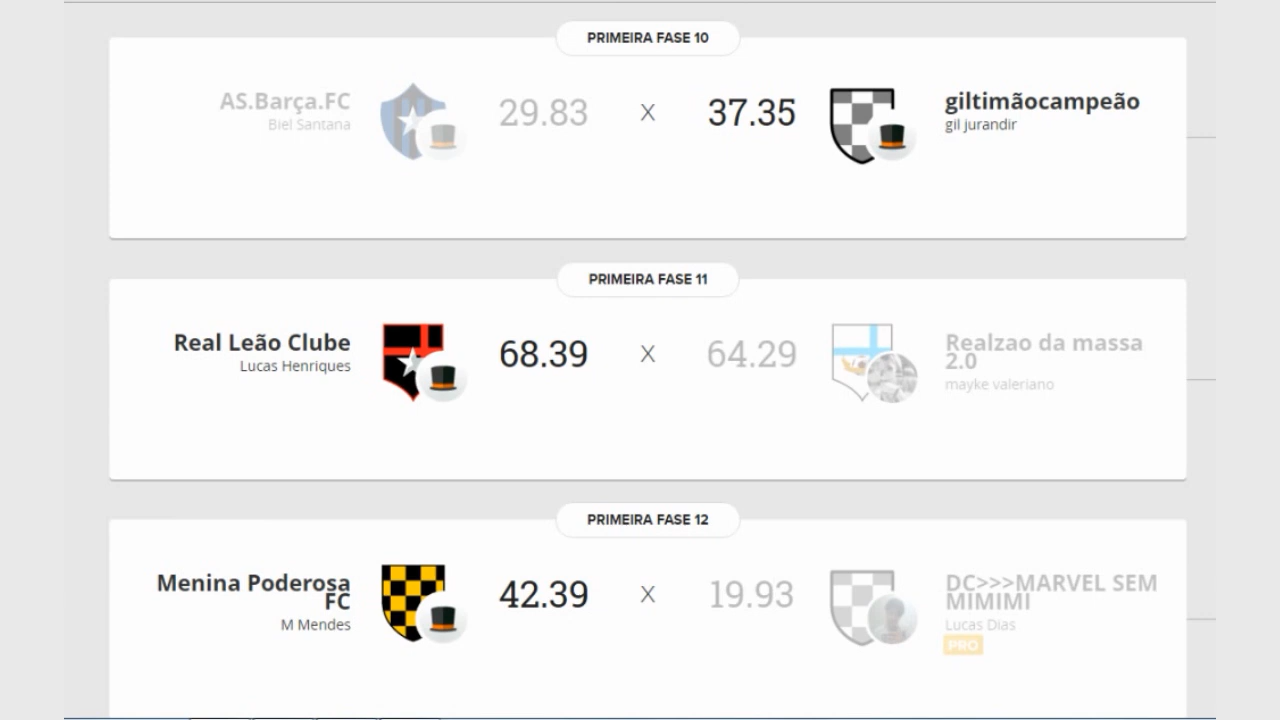 PRIMEIRA FASE 10
AS.Barça.FC
Biel Santana
29.83
X
37.35
giltimãocampeão
gil jurandir
PRIMEIRA FASE 11
Real Leão Clube
Lucas Henriques
68.39
X
64.29
Realzao da massa
2.0
mayke valeriano
PRIMEIRA FASE 12
Menina Poderosa
FC
M Mendes
42.39
X
19.93
DC>>>MARVEL SEM
MIMIMI
Lucas Dias
PRO